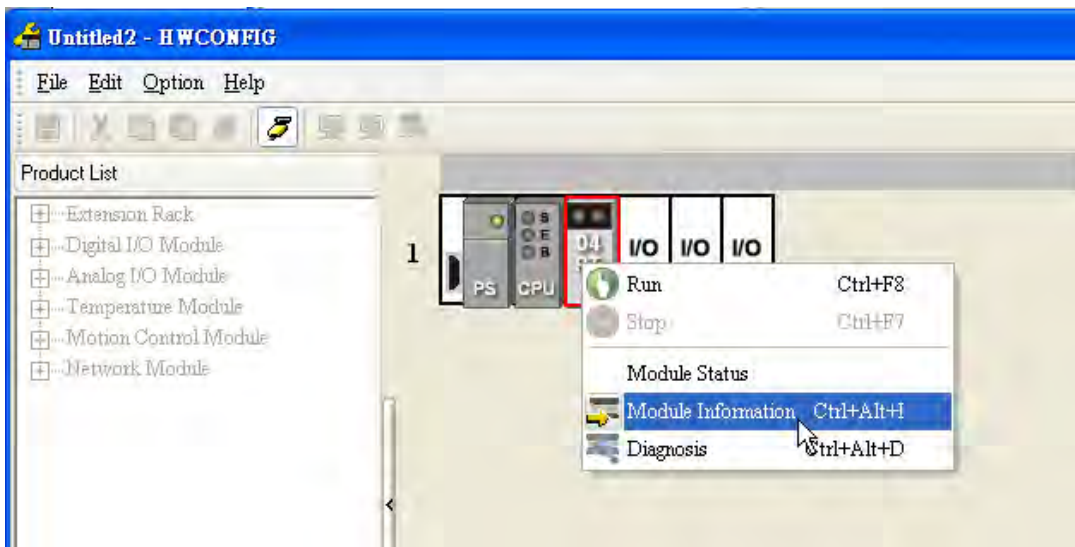 Untitled2 - HWCONFIG
File Edit Option Help
Product List
Extension Rack
Digital I/O Module
Analog I/O Module
Temperature Module
Motion Control Module
Network Module
1
PS
S
E
B
CPU
04
I/O I/O I/O
Run Ctrl+F8
Stop Ctrl+F7
Module Status
Module Information Ctrl+Alt+I
Diagnosis Ctrl+Alt+D